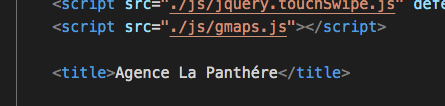 <script src="./js/jquery.touchSwipe.js" defe
<script src="./js/gmaps.js"></script>
<title>Agence La Panthére</title>